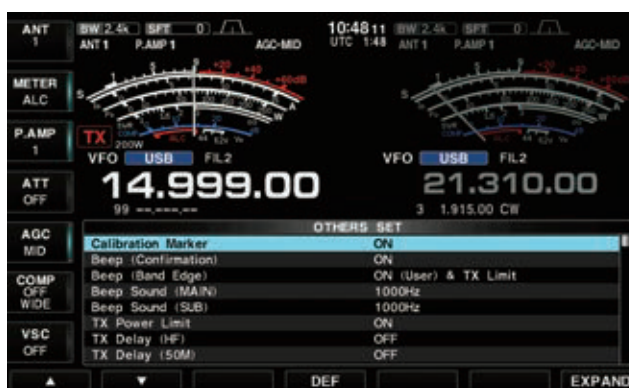 ANT 1
BW 2.4k SFT 0
10:48 11
BW 2.4k SFT 0
ANT 1 P.AMP 1 AGC-MID
UTC 1:48
ANT 1 P.AMP 1 AGC-MID
METER ALC
S +20 +40 +60dB
P.AMP 1
TX 200W
VFO USB FIL2
VFO USB FIL2
14.999.00
21.310.00
ATT OFF
99 --.---.--
3 1.915.00 CW
AGC MID
OTHERS SET
Calibration Marker ON
Beep (Confirmation) ON
Beep (Band Edge) ON (User) & TX Limit
Beep Sound (MAIN) 1000Hz
Beep Sound (SUB) 1000Hz
TX Power Limit ON
TX Delay (HF) OFF
TX Delay (50M) OFF
COMP OFF WIDE
VSC OFF
DEF
EXPAND